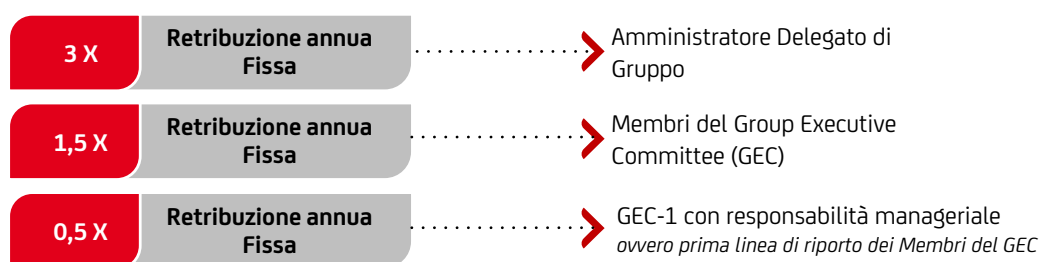 3 X
Retribuzione annua
Fissa
Amministratore Delegato di
Gruppo
1,5 X
Retribuzione annua
Fissa
Membri del Group Executive
Committee (GEC)
0,5 X
Retribuzione annua
Fissa
GEC-1 con responsabilità manageriale
ovvero prima linea di riporto dei Membri del GEC